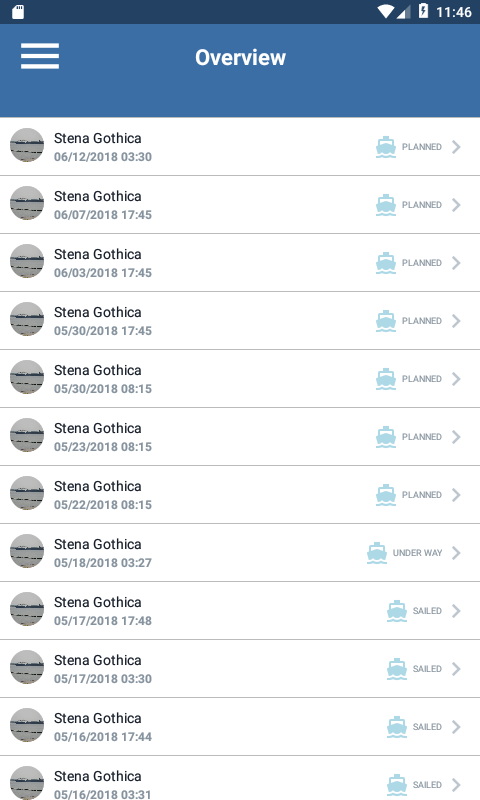 11:46
Overview
Stena Gothica
06/12/2018 03:30
PLANNED
Stena Gothica
06/07/2018 17:45
PLANNED
Stena Gothica
06/03/2018 17:45
PLANNED
Stena Gothica
05/30/2018 17:45
PLANNED
Stena Gothica
05/30/2018 08:15
PLANNED
Stena Gothica
05/23/2018 08:15
PLANNED
Stena Gothica
05/22/2018 08:15
PLANNED
Stena Gothica
05/18/2018 03:27
UNDER WAY
Stena Gothica
05/17/2018 17:48
SAILED
Stena Gothica
05/17/2018 03:30
SAILED
Stena Gothica
05/16/2018 17:44
SAILED
Stena Gothica
05/16/2018 03:31
SAILED